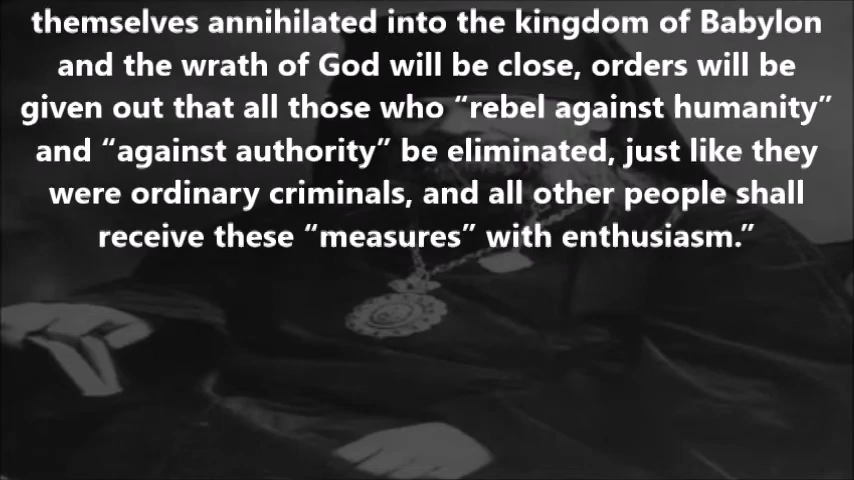 themselves annihilated into the kingdom of Babylon
and the wrath of God will be close, orders will be
given out that all those who “rebel against humanity”
and “against authority” be eliminated, just like they
were ordinary criminals, and all other people shall
receive these “measures” with enthusiasm.”